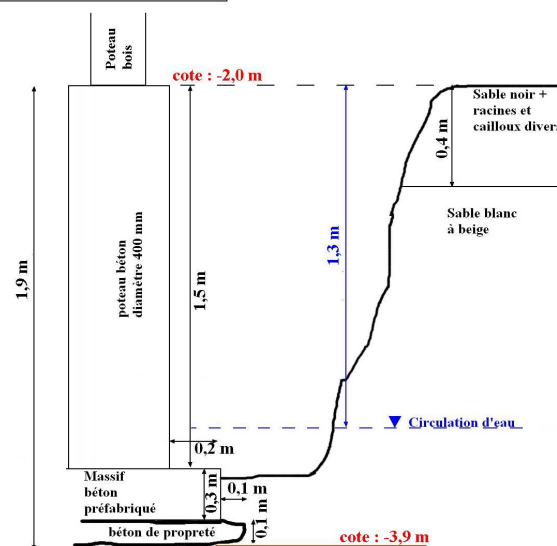 Poteau
bois
cote : -2,0 m
Sable noir +
racines et
cailloux divers
0,4 m
Sable blanc
à beige
1,3 m
poteau béton
diamètre 400 mm
1,5 m
1,9 m
Circulation d'eau
0,2 m
Massif
béton
préfabriqué
0,3 m
0,1 m
béton de propreté
0,1 m
cote : -3,9 m